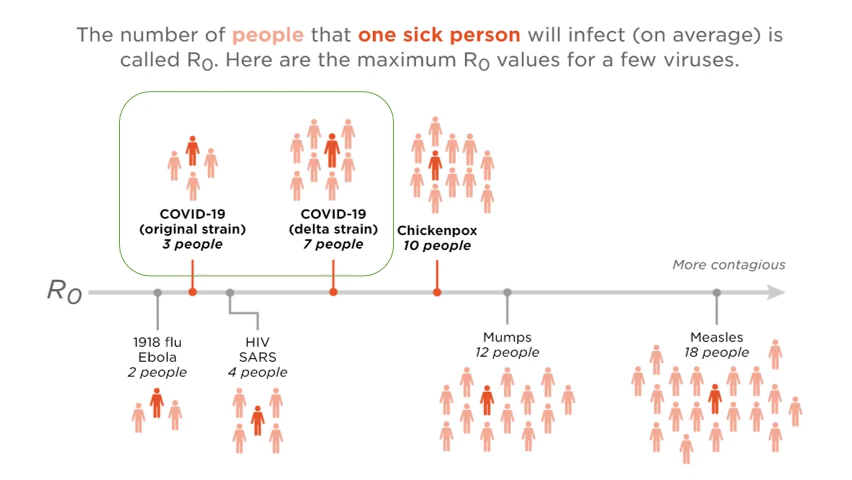 The number of people that one sick person will infect (on average) is
called R0. Here are the maximum R0 values for a few viruses.
COVID-19
(original strain)
3 people
COVID-19
(delta strain)
7 people
Chickenpox
10 people
More contagious
R0
1918 flu
Ebola
2 people
HIV
SARS
4 people
Mumps
12 people
Measles
18 people